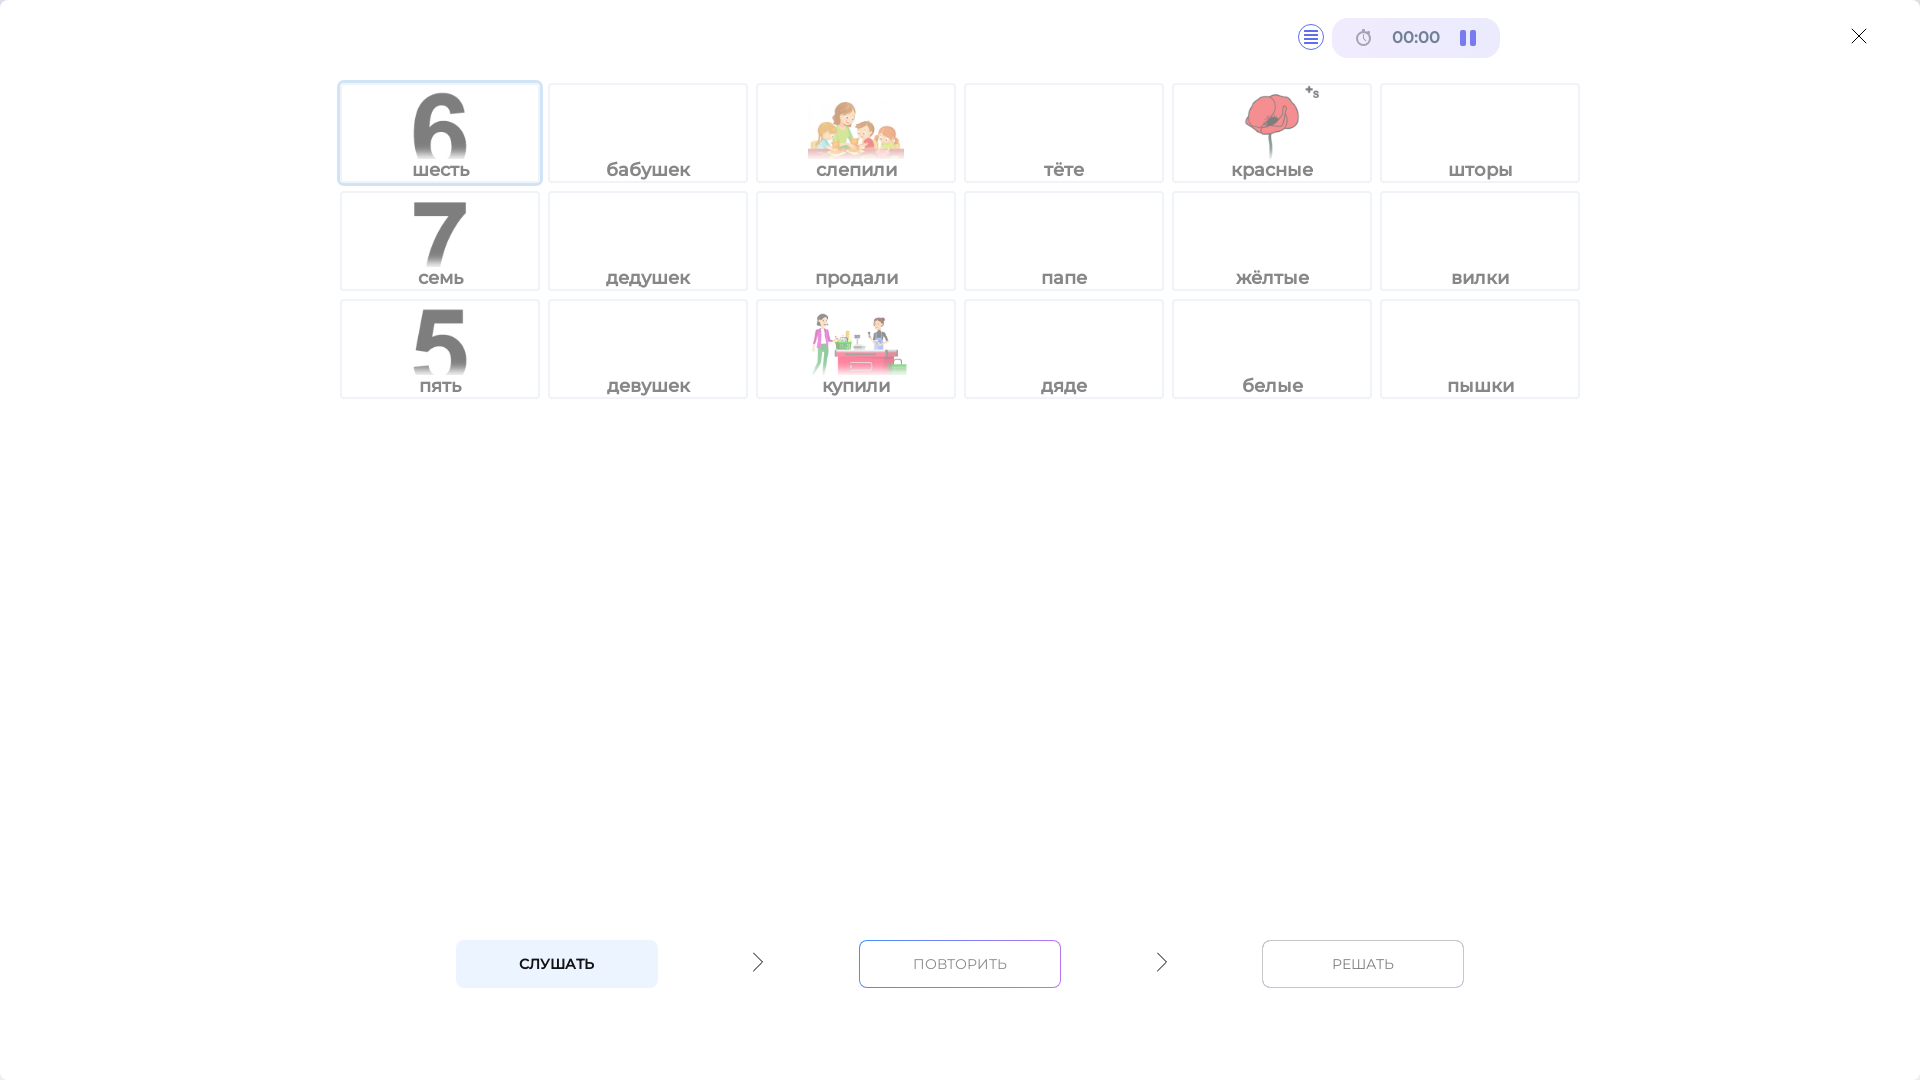 00:00
6 +s
шесть бабушек слепили тёте красные шторы
7
семь дедушек продали папе жёлтые вилки
5
пять девушек купили дяде белые пышки
СЛУШАТЬ ПОВТОРИТЬ РЕШАТЬ